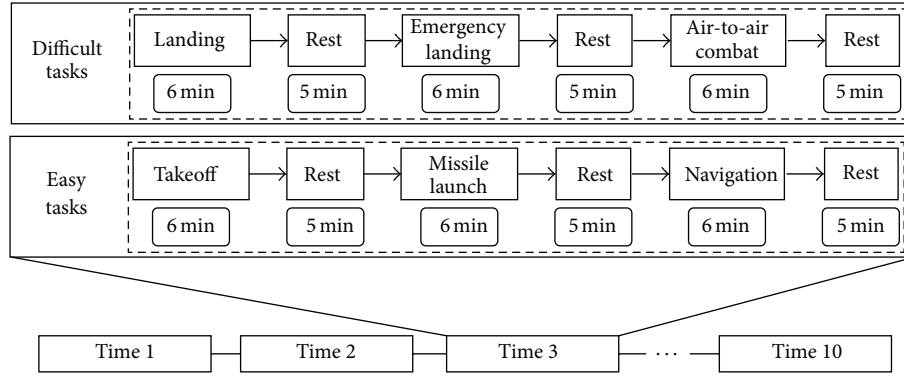 Difficult
tasks
Landing
Rest
Emergency
landing
Rest
Air-to-air
combat
Rest
6 min
5 min
6 min
5 min
6 min
5 min
Easy
tasks
Takeoff
Rest
Missile
launch
Rest
Navigation
Rest
6 min
5 min
6 min
5 min
6 min
5 min
Time 1
Time 2
Time 3
···
Time 10